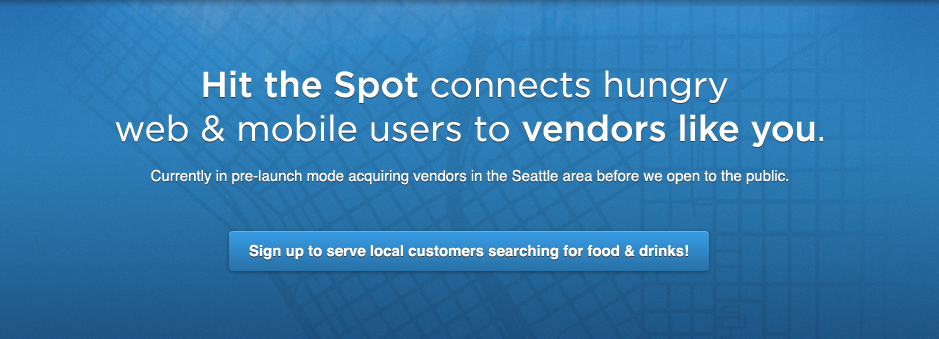 Hit the Spot connects hungry
web & mobile users to vendors like you.
Currently in pre-launch mode acquiring vendors in the Seattle area before we open to the public.
Sign up to serve local customers searching for food & drinks!